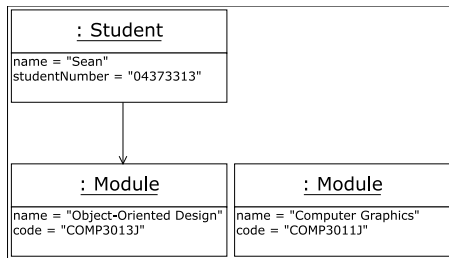 : Student
name = "Sean"
studentNumber = "04373313"
: Module
name = "Object-Oriented Design"
code = "COMP3013J"
: Module
name = "Computer Graphics"
code = "COMP3011J"